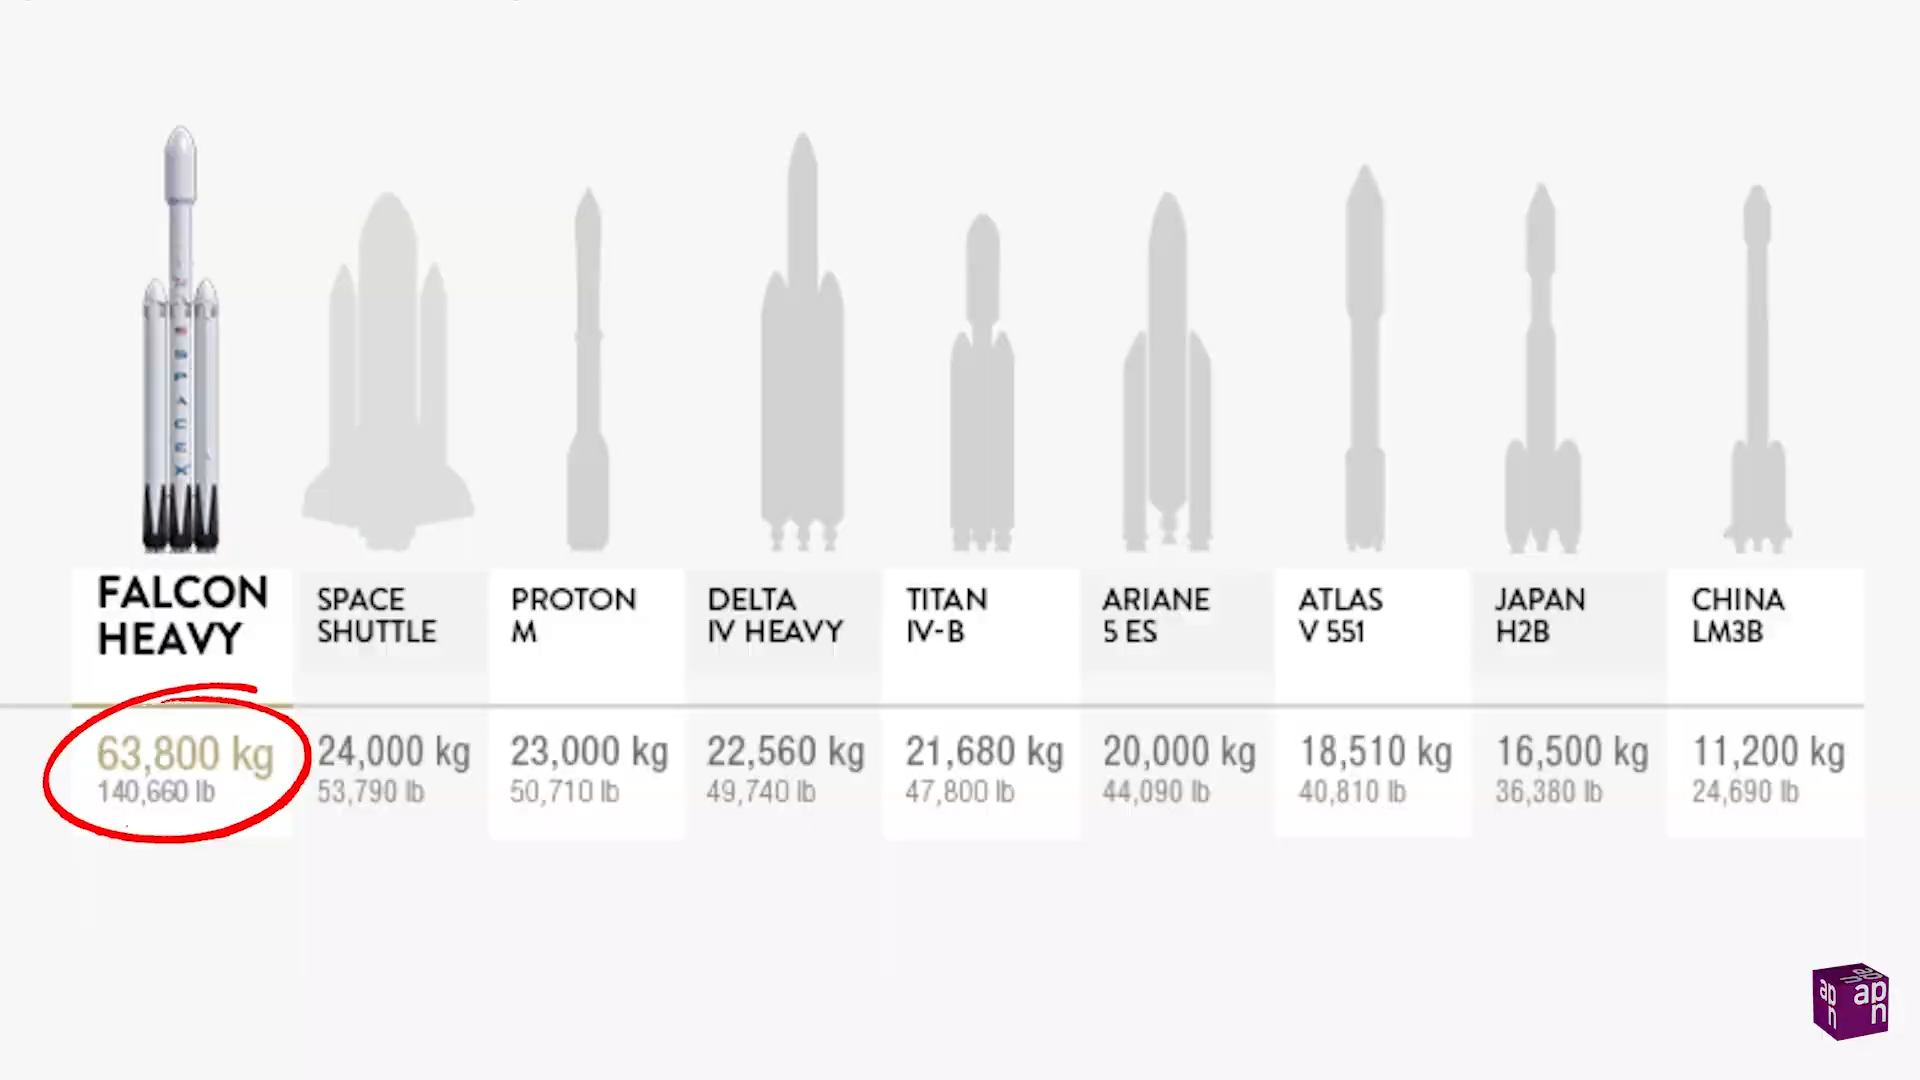 SPACEX
FALCON
HEAVY
SPACE
SHUTTLE
PROTON
M
DELTA
IV HEAVY
TITAN
IV-B
ARIANE
5 ES
ATLAS
V 551
JAPAN
H2B
CHINA
LM3B
63,800 kg
140,660 lb
24,000 kg
53,790 lb
23,000 kg
50,710 lb
22,560 kg
49,740 lb
21,680 kg
47,800 lb
20,000 kg
44,090 lb
18,510 kg
40,810 lb
16,500 kg
36,380 lb
11,200 kg
24,690 lb
apn
apn